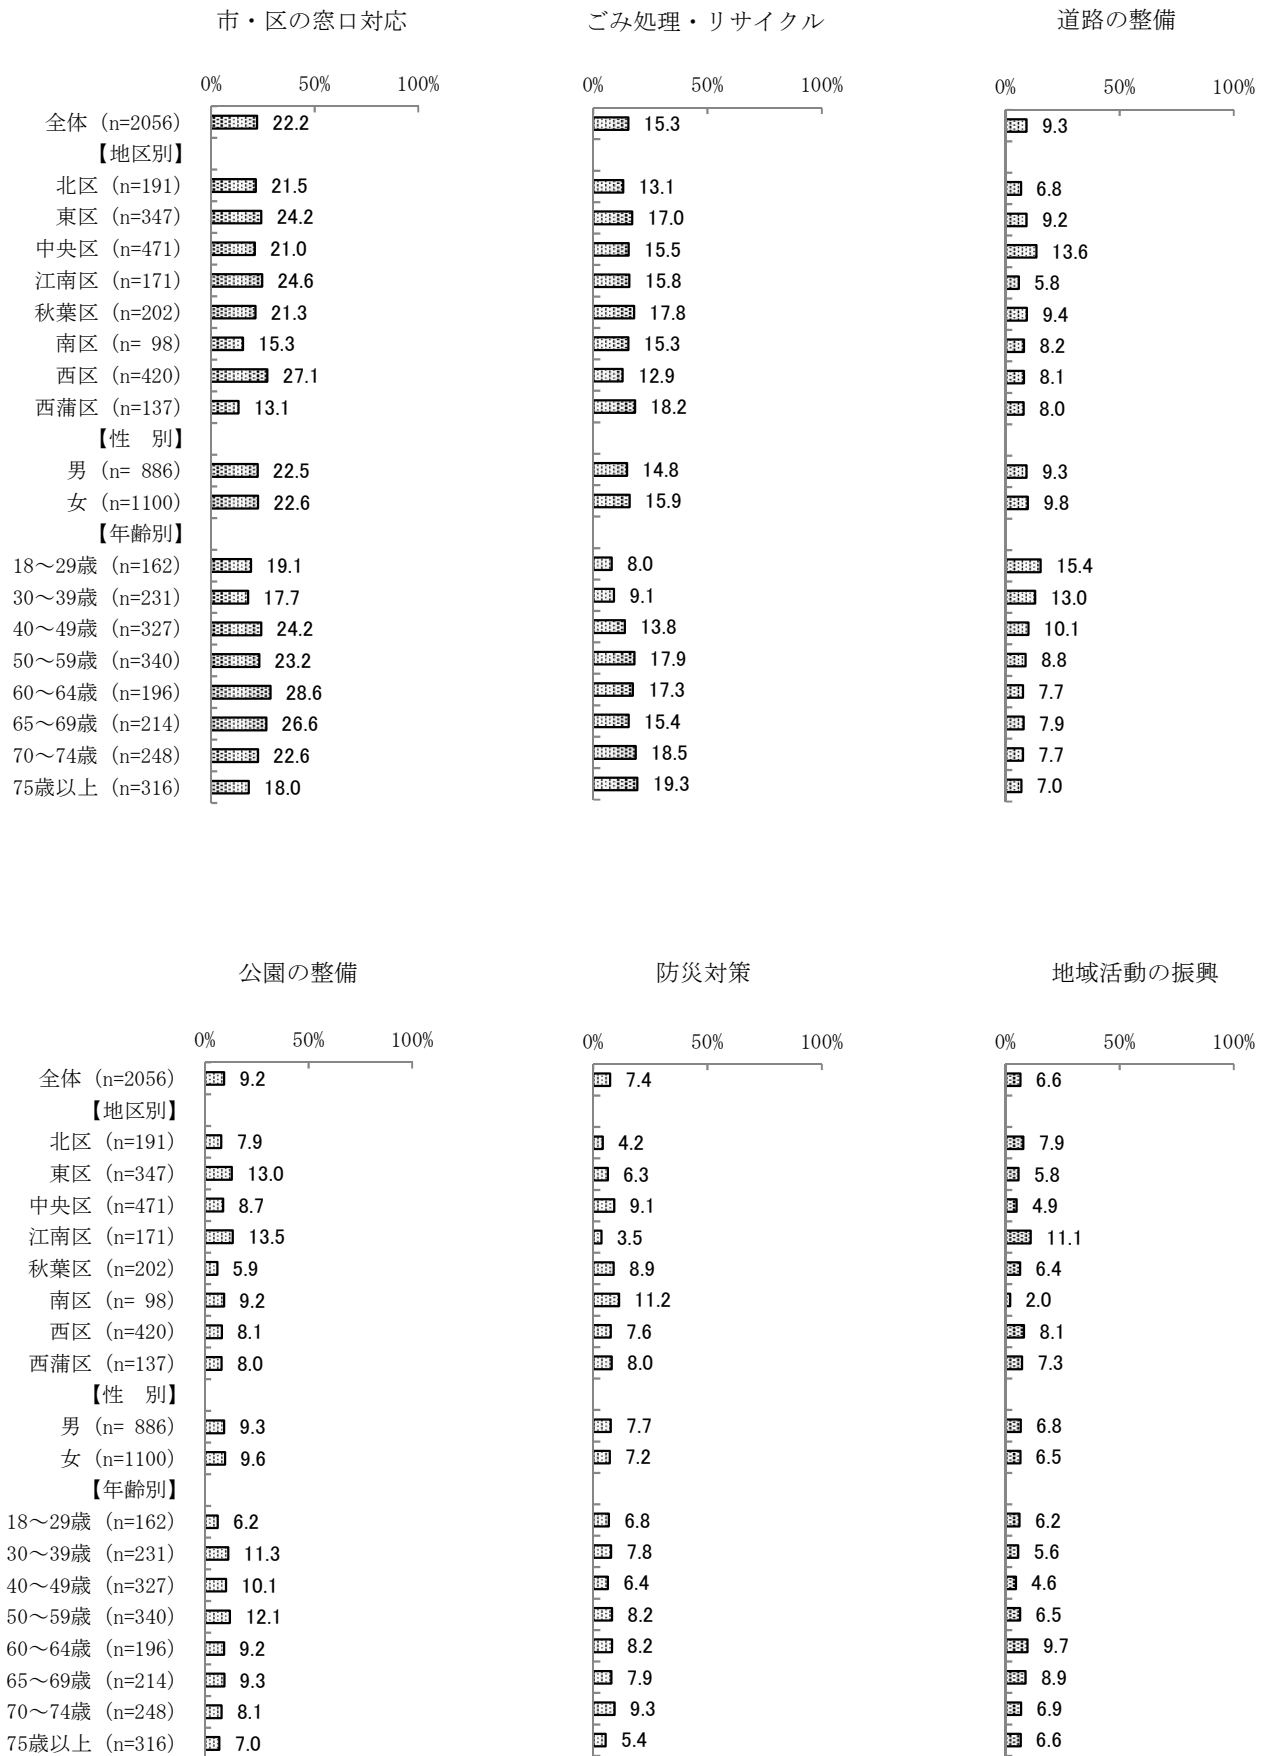 市・区の窓口対応 ごみ処理・リサイクル 道路の整備
0% 50% 100% 0% 50% 100% 0% 50% 100%
全体 (n=2056) 22.2 15.3 9.3
【地区別】
北区 (n=191) 21.5 13.1 6.8
東区 (n=347) 24.2 17.0 9.2
中央区 (n=471) 21.0 15.5 13.6
江南区 (n=171) 24.6 15.8 5.8
秋葉区 (n=202) 21.3 17.8 9.4
南区 (n= 98) 15.3 15.3 8.2
西区 (n=420) 27.1 12.9 8.1
西蒲区 (n=137) 13.1 18.2 8.0
【性　別】
男 (n= 886) 22.5 14.8 9.3
女 (n=1100) 22.6 15.9 9.8
【年齢別】
18～29歳 (n=162) 19.1 8.0 15.4
30～39歳 (n=231) 17.7 9.1 13.0
40～49歳 (n=327) 24.2 13.8 10.1
50～59歳 (n=340) 23.2 17.9 8.8
60～64歳 (n=196) 28.6 17.3 7.7
65～69歳 (n=214) 26.6 15.4 7.9
70～74歳 (n=248) 22.6 18.5 7.7
75歳以上 (n=316) 18.0 19.3 7.0
公園の整備 防災対策 地域活動の振興
0% 50% 100% 0% 50% 100% 0% 50% 100%
全体 (n=2056) 9.2 7.4 6.6
【地区別】
北区 (n=191) 7.9 4.2 7.9
東区 (n=347) 13.0 6.3 5.8
中央区 (n=471) 8.7 9.1 4.9
江南区 (n=171) 13.5 3.5 11.1
秋葉区 (n=202) 5.9 8.9 6.4
南区 (n= 98) 9.2 11.2 2.0
西区 (n=420) 8.1 7.6 8.1
西蒲区 (n=137) 8.0 8.0 7.3
【性　別】
男 (n= 886) 9.3 7.7 6.8
女 (n=1100) 9.6 7.2 6.5
【年齢別】
18～29歳 (n=162) 6.2 6.8 6.2
30～39歳 (n=231) 11.3 7.8 5.6
40～49歳 (n=327) 10.1 6.4 4.6
50～59歳 (n=340) 12.1 8.2 6.5
60～64歳 (n=196) 9.2 8.2 9.7
65～69歳 (n=214) 9.3 7.9 8.9
70～74歳 (n=248) 8.1 9.3 6.9
75歳以上 (n=316) 7.0 5.4 6.6